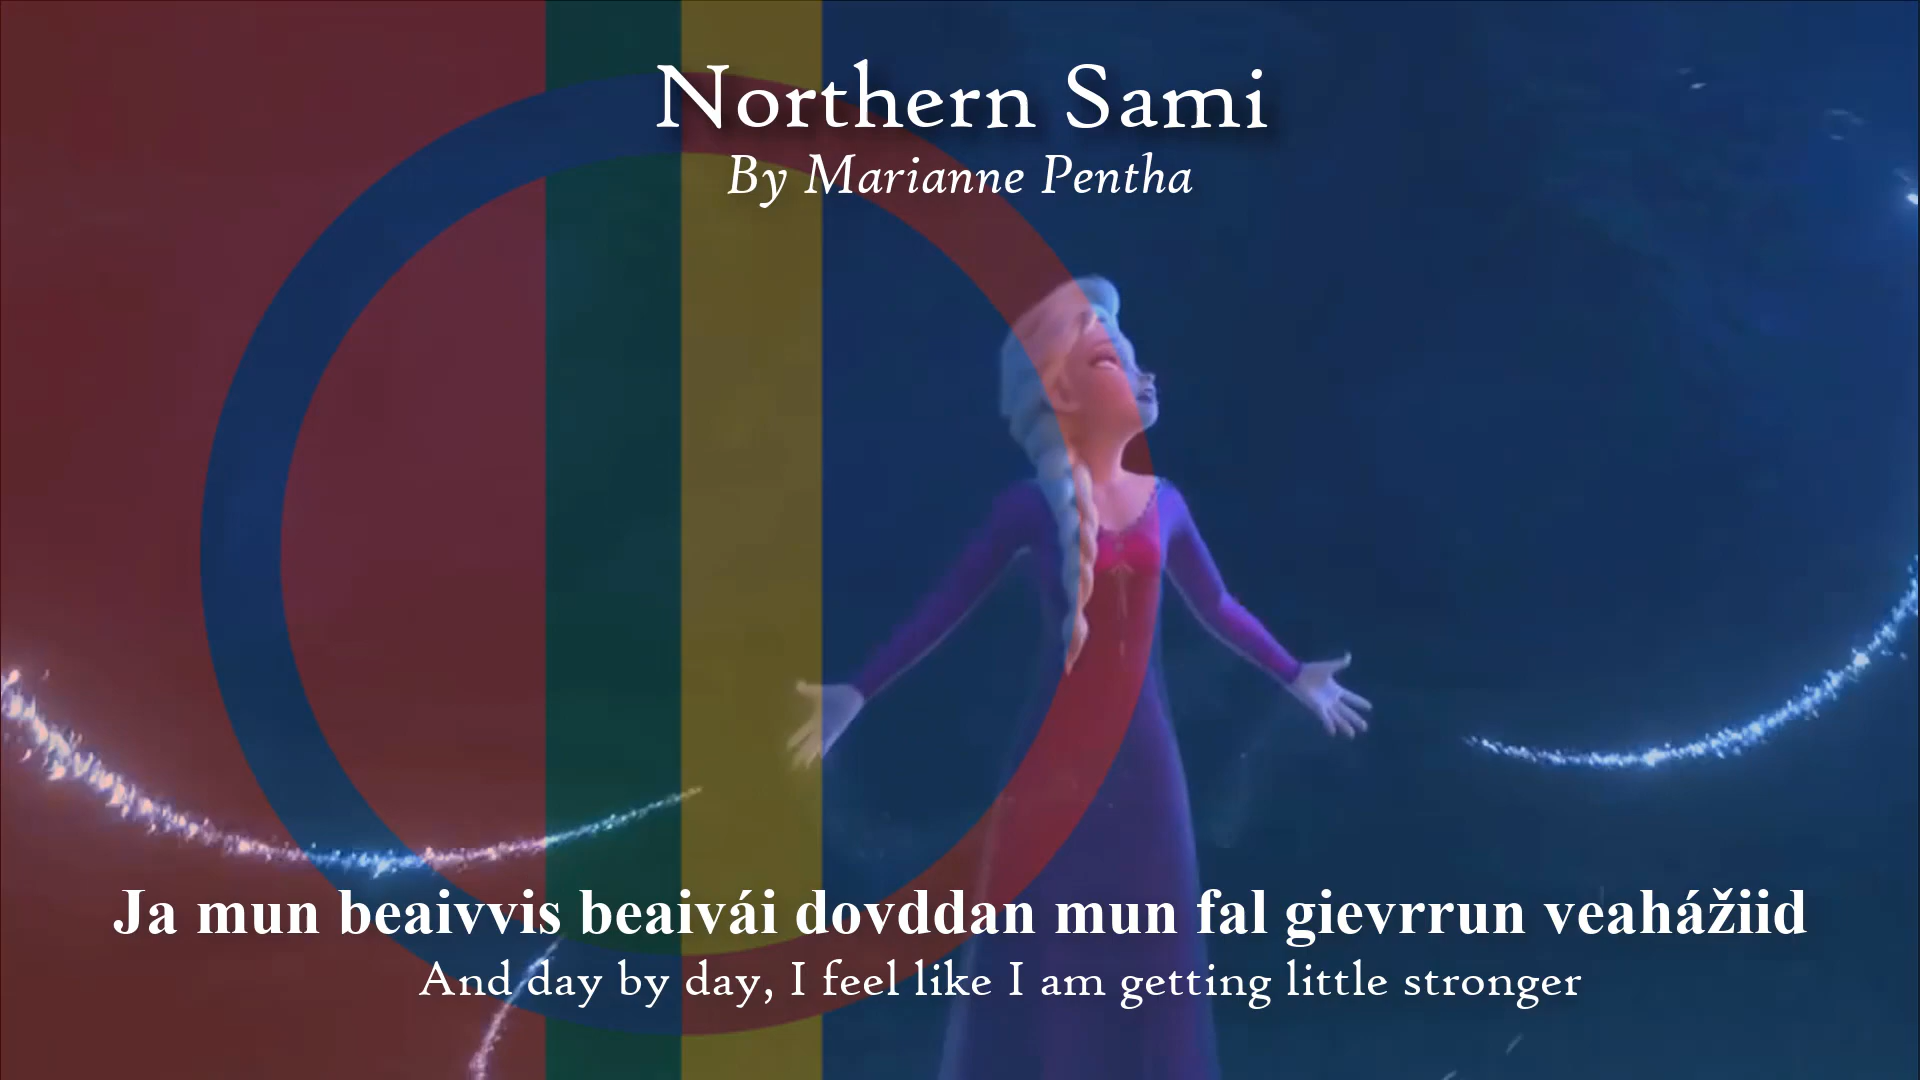 Northern Sami
By Marianne Pentha
Ja mun beaivvis beaivái dovddan mun fal gievrrun veahážiid
And day by day, I feel like I am getting little stronger